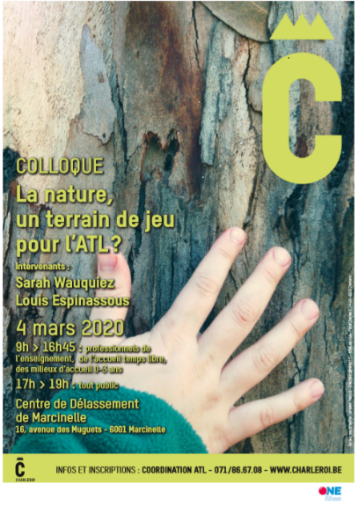 Ĉ
COLLOQUE
La nature,
un terrain de jeu
pour l'ATL?
Intervenants :
Sarah Wauquiez
Louis Espinassous
4 mars 2020
9h > 16h45 : professionnels de
l'enseignement, de l'accueil temps libre,
des milieux d'accueil 0-5 ans
17h > 19h : tout public
Centre de Délassement
de Marcinelle
16, avenue des Muguets - 6001 Marcinelle
Ĉ
CHARLEROI
INFOS ET INSCRIPTIONS : COORDINATION ATL - 071/86.67.08 - WWW.CHARLEROI.BE
ONE